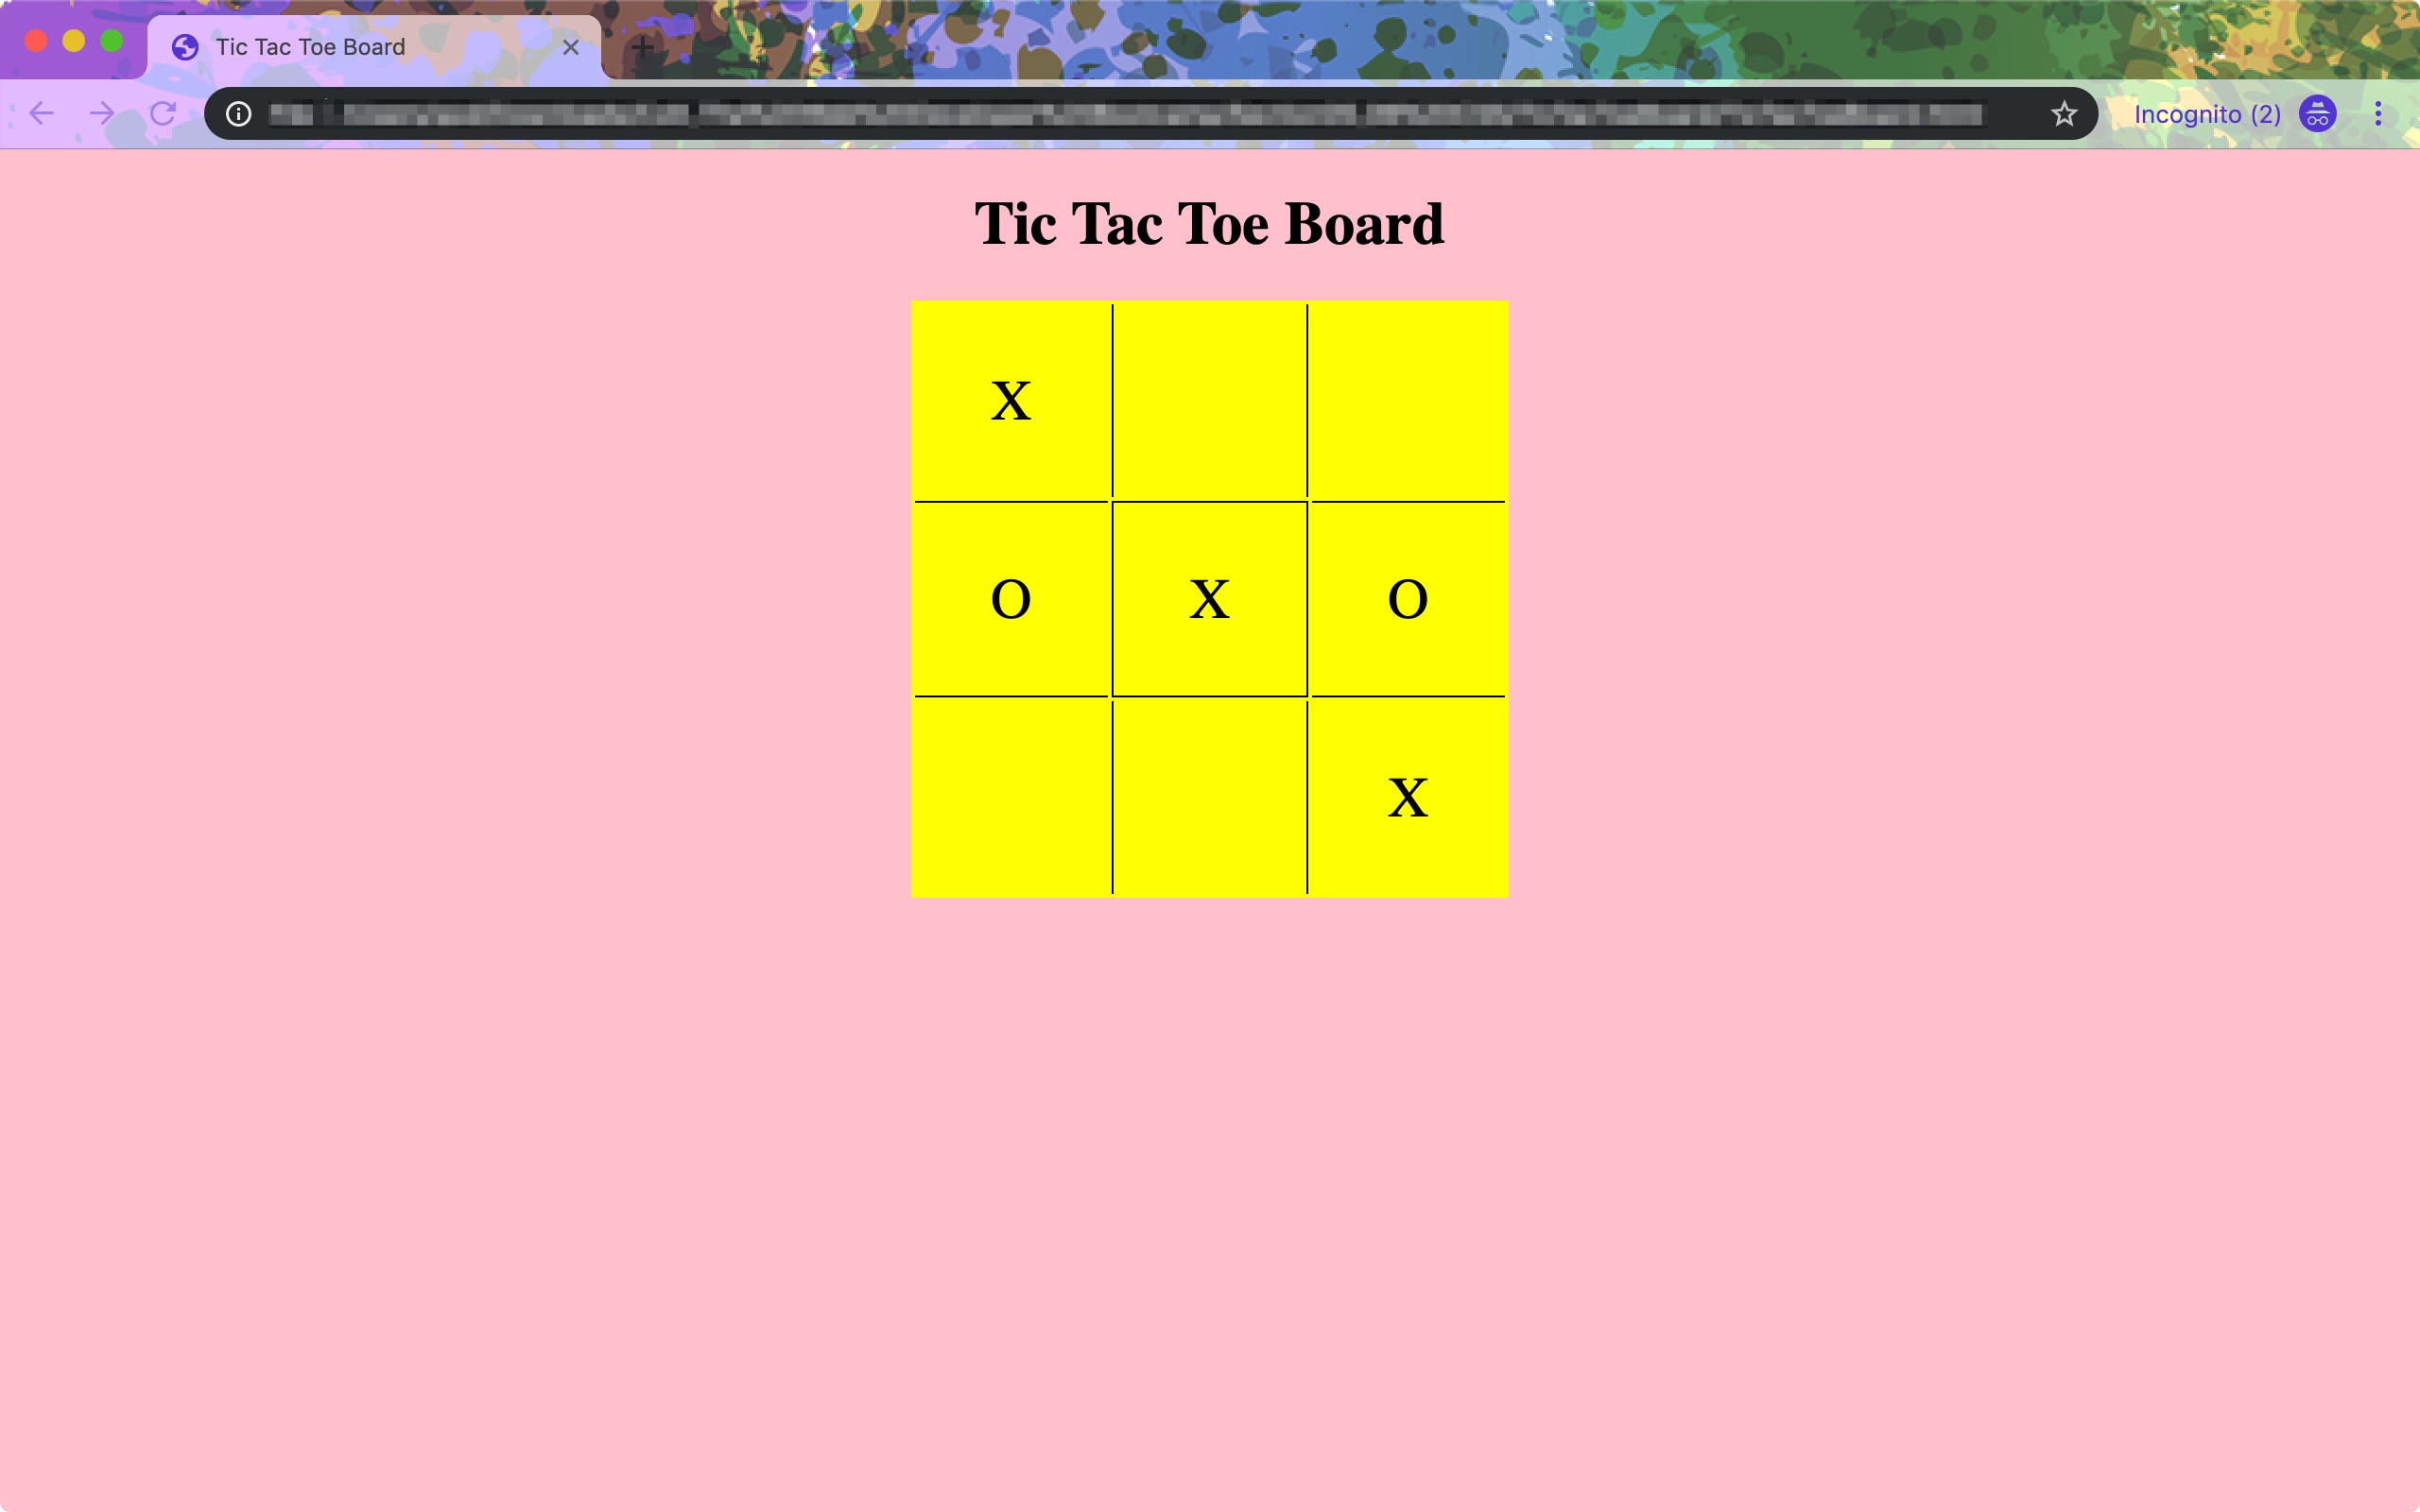 Tic Tac Toe Board
Incognito (2)
Tic Tac Toe Board
X
O X O
X